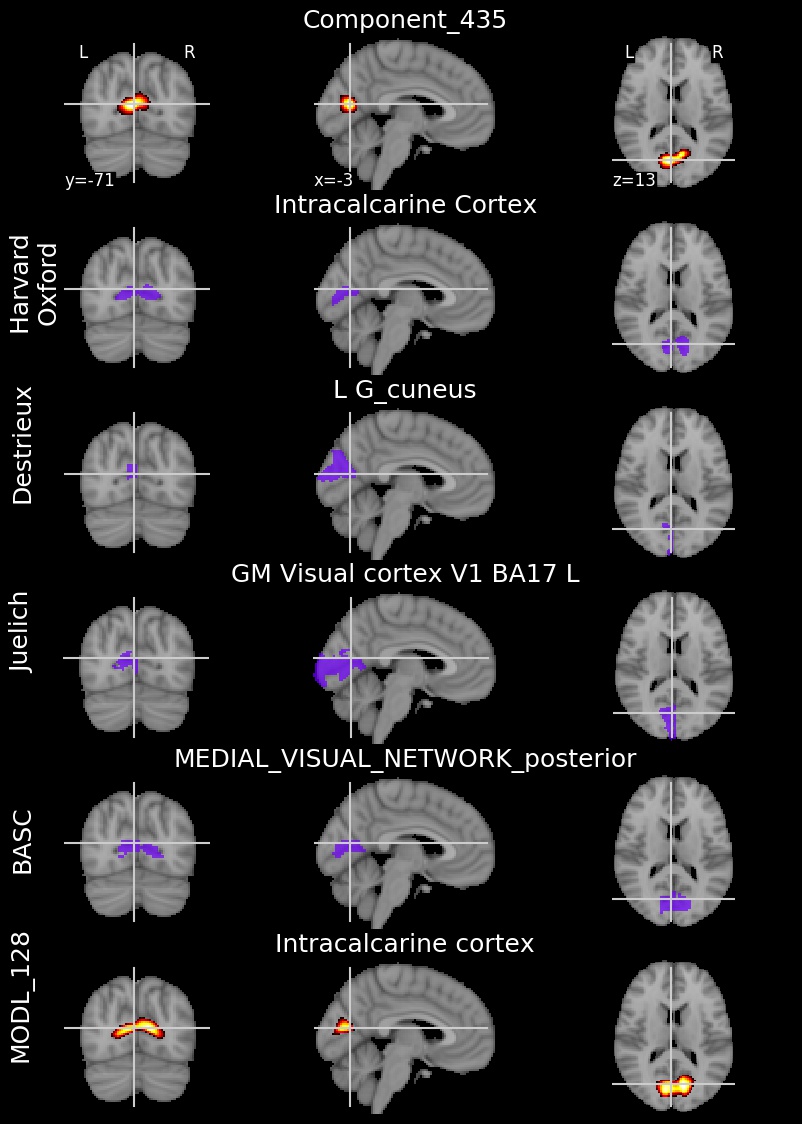 Component_435
L R
L R
y=-71
x=-3
z=13
Intracalcarine Cortex
Harvard
Oxford
L G_cuneus
Destrieux
GM Visual cortex V1 BA17 L
Juelich
MEDIAL_VISUAL_NETWORK_posterior
BASC
Intracalcarine cortex
MODL_128